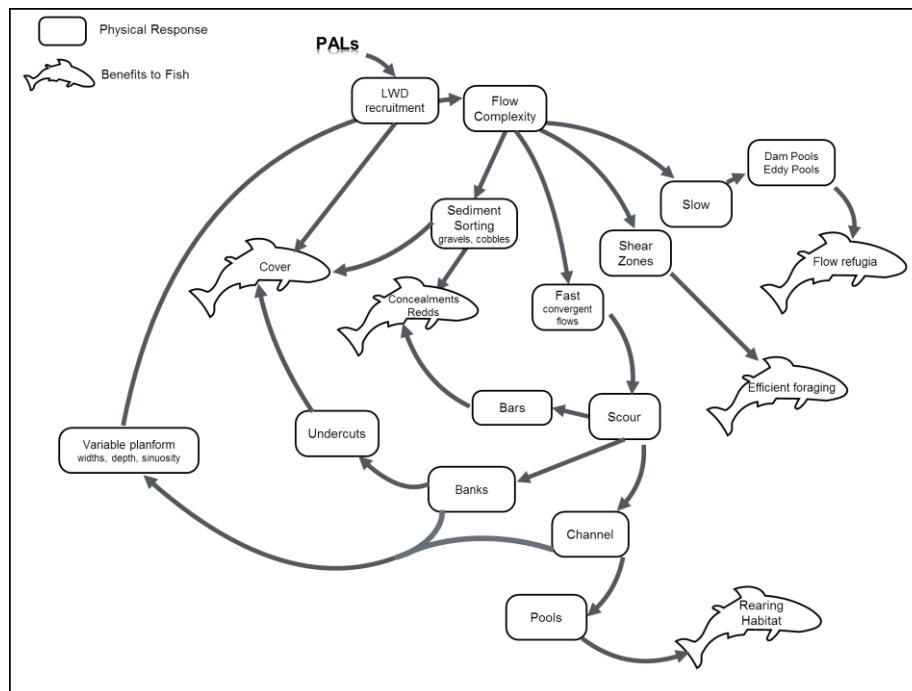 Physical Response
Benefits to Fish
PALs
LWD
recruitment
Flow
Complexity
Dam Pools
Eddy Pools
Slow
Sediment
Sorting
gravels, cobbles
Shear
Zones
Flow refugia
Cover
Concealments
Redds
Fast
convergent
flows
Efficient foraging
Bars
Scour
Undercuts
Variable planform
widths, depth, sinuosity
Banks
Channel
Pools
Rearing
Habitat